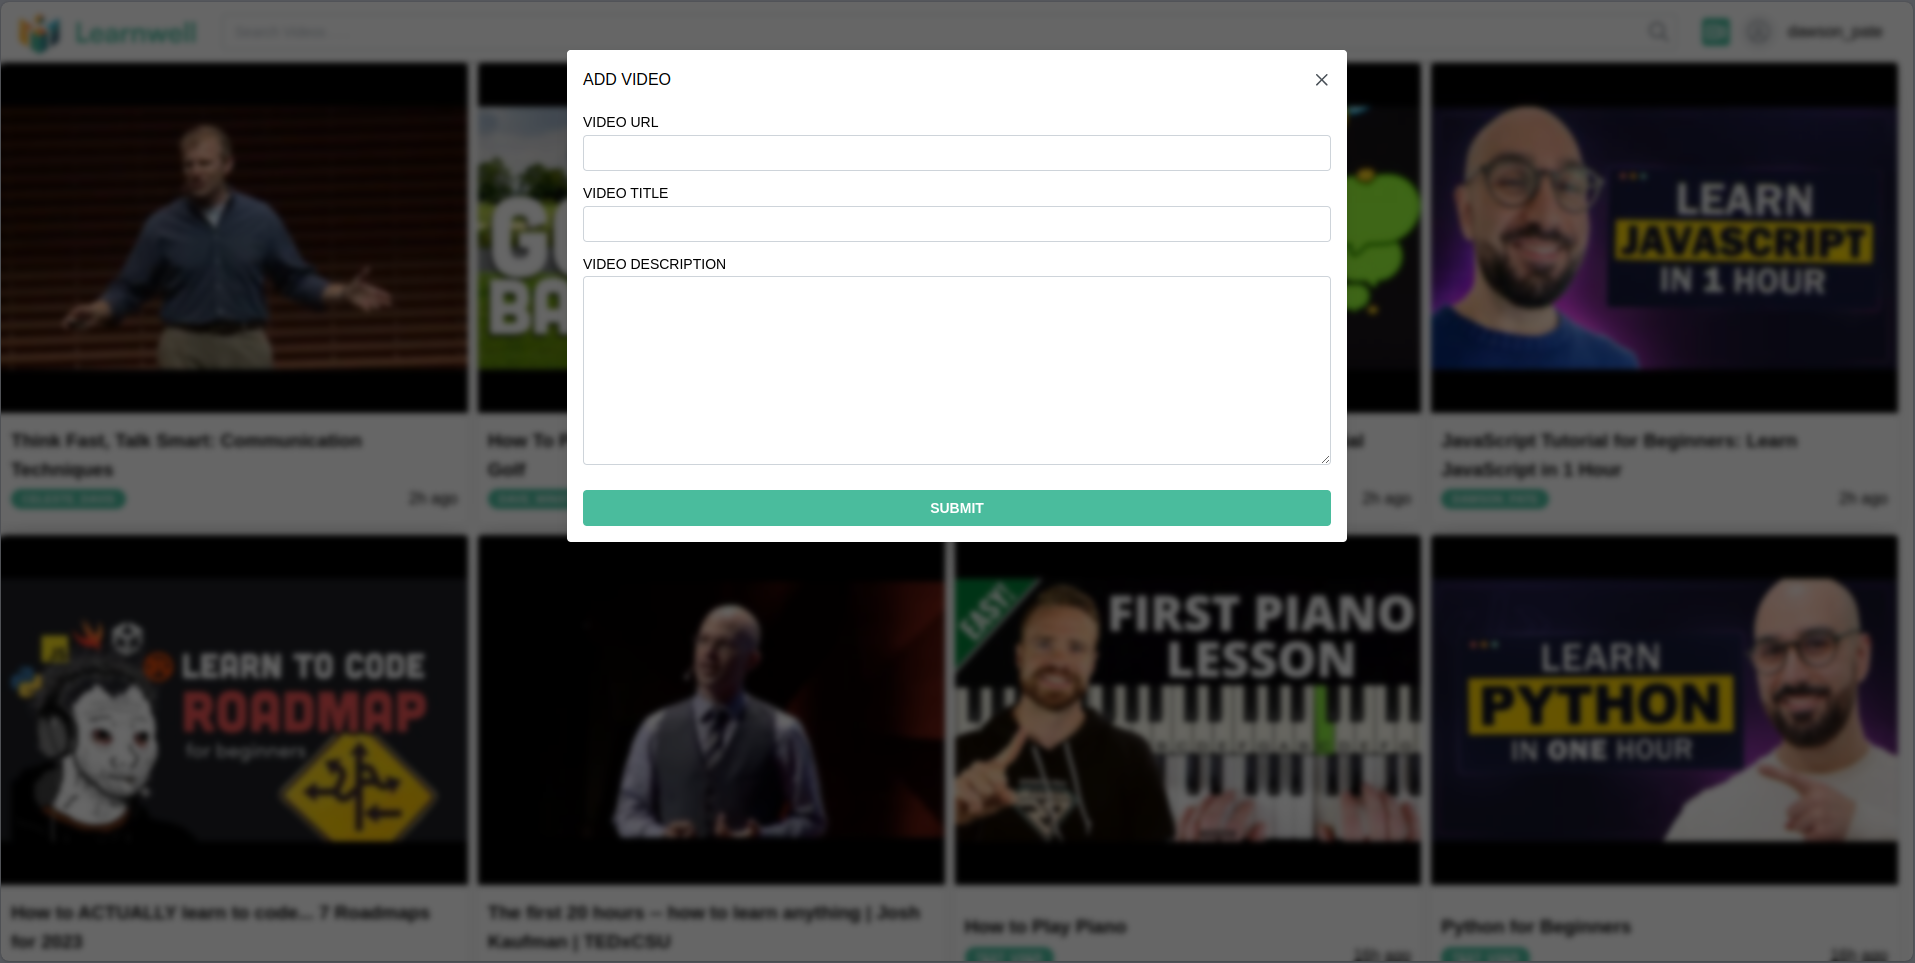 Learnwell
search videos
dawson_pate
ADD VIDEO
VIDEO URL
VIDEO TITLE
VIDEO DESCRIPTION
SUBMIT
LEARN
JAVASCRIPT
IN 1 HOUR
Think Fast, Talk Smart: Communication
Techniques
2h ago
How To P
Golf
2h ago
JavaScript Tutorial for Beginners: Learn
JavaScript in 1 Hour
2h ago
LEARN TO CODE
ROADMAP
for beginners
EASY!
FIRST PIANO
LESSON
LEARN
PYTHON
IN ONE HOUR
How to ACTUALLY learn to code... 7 Roadmaps
for 2023
The first 20 hours -- how to learn anything | Josh
Kaufman | TEDxCSU
How to Play Piano
Python for Beginners